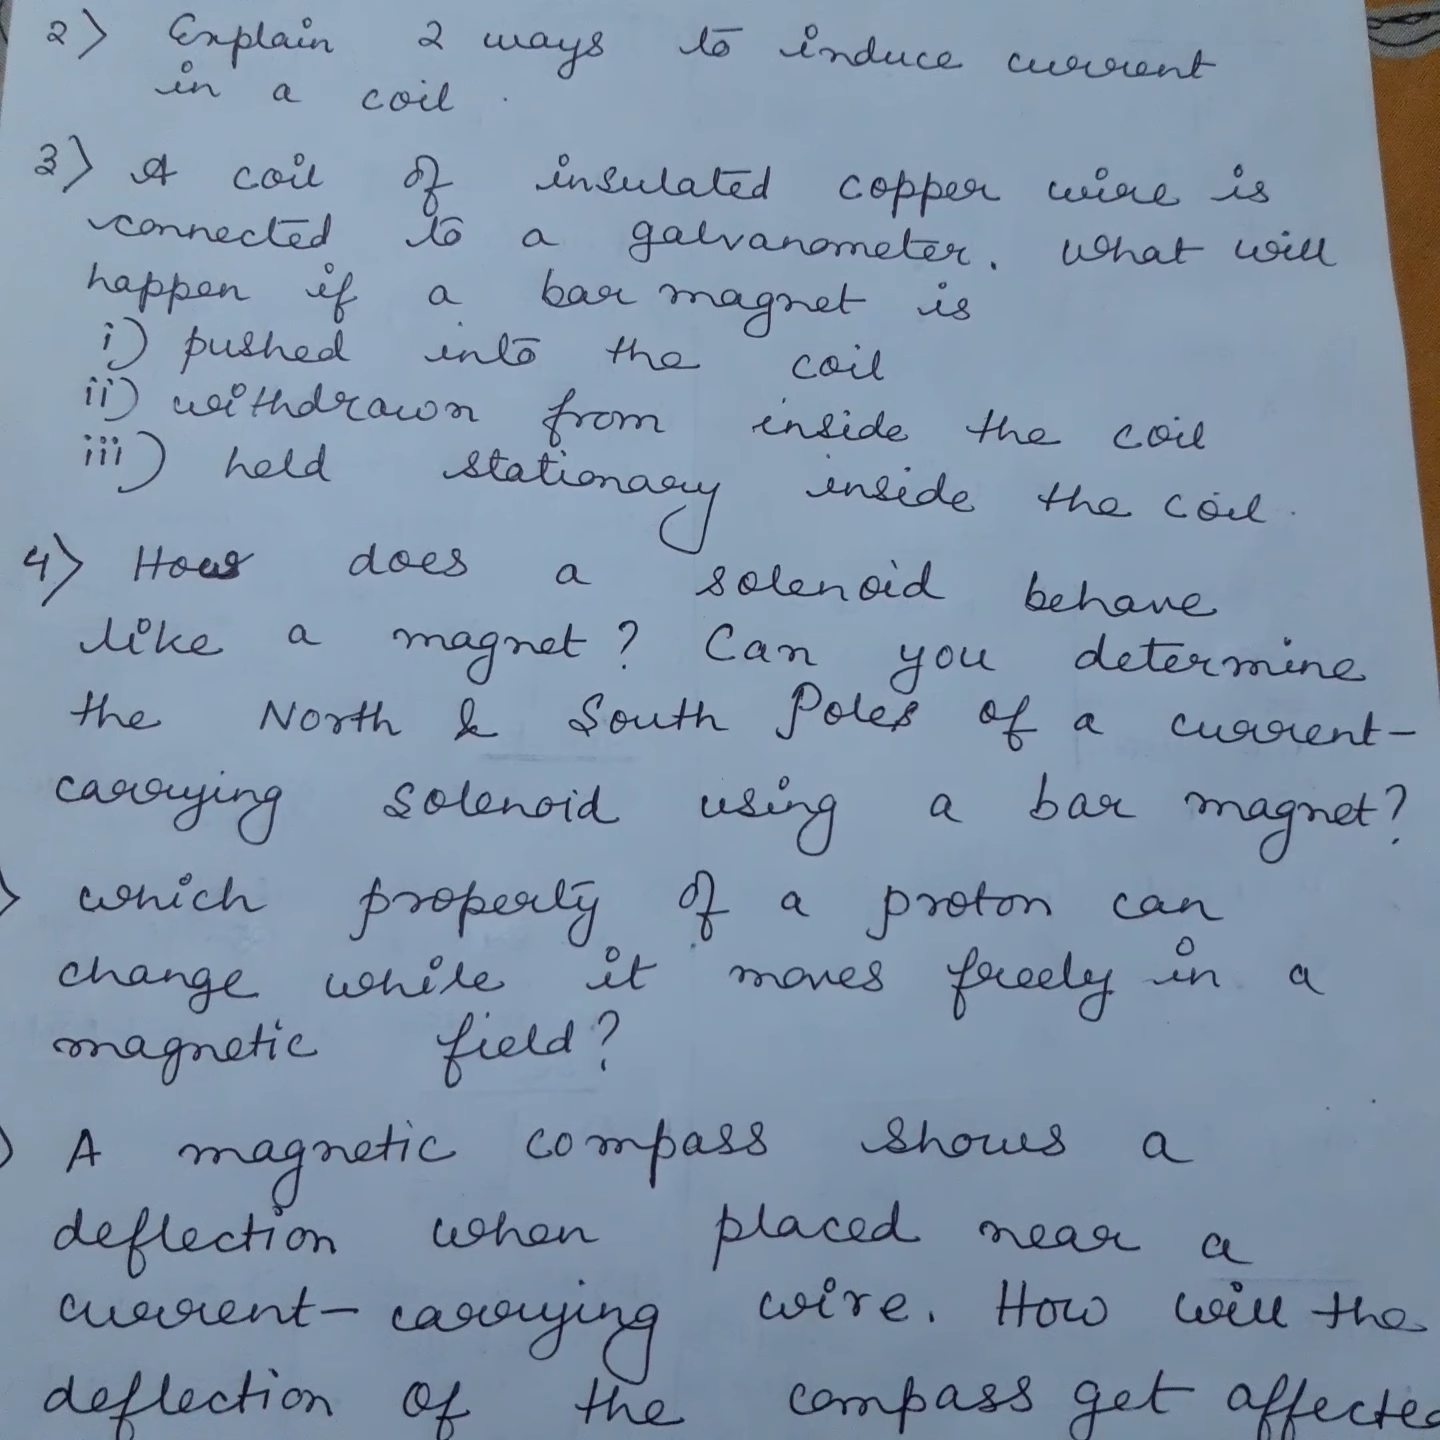 2) Explain 2 ways to induce current
in a coil.
3) A coil of insulated copper wire is
connected to a galvanometer. What will
happen if a bar magnet is
i) pushed into the coil
ii) withdrawn from inside the coil
iii) held stationary inside the coil.
4) How does a solenoid behave
like a magnet? Can you determine
the North & South Poles of a current-
carrying solenoid using a bar magnet?
) which property of a proton can
change while it moves freely in a
magnetic field?
) A magnetic compass shows a
deflection when placed near a
current-carrying wire. How will the
deflection of the compass get affected